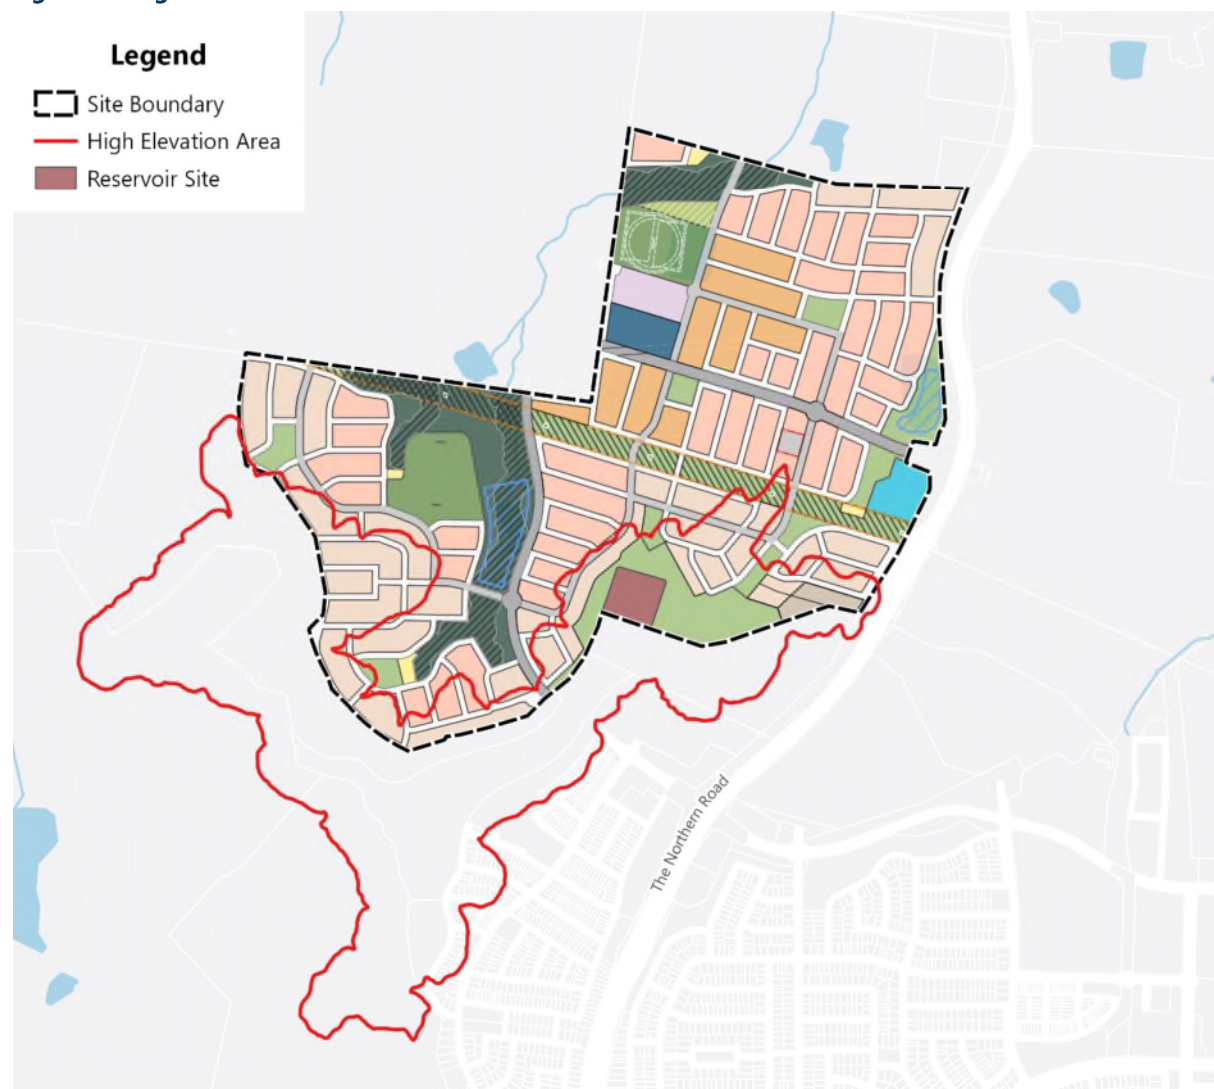 Legend
Site Boundary
High Elevation Area
Reservoir Site
The Northern Road